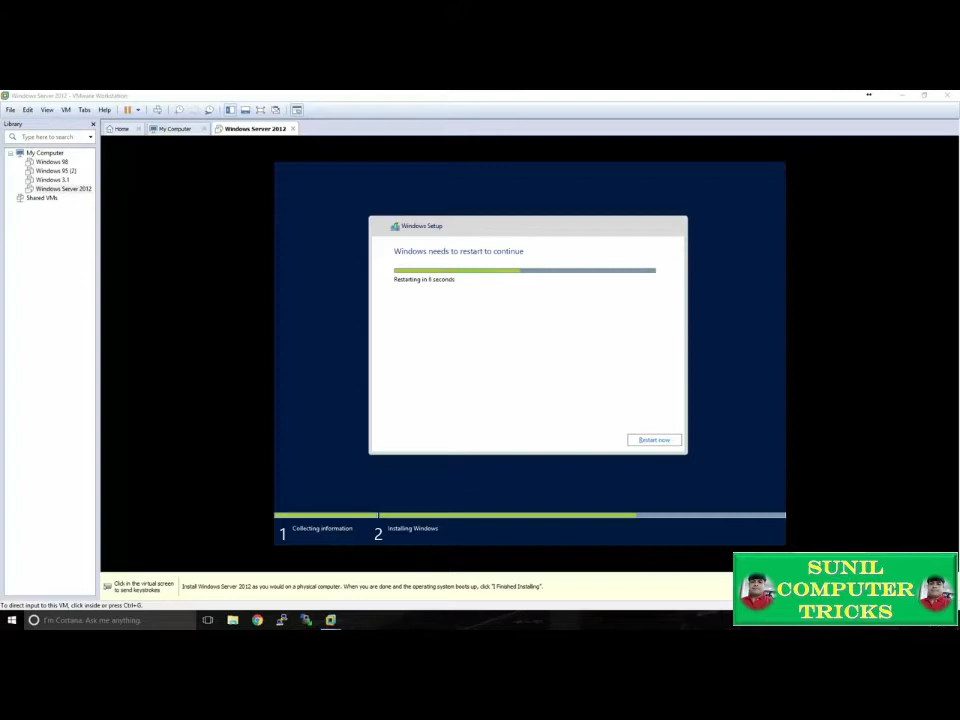 Windows Server 2012 - VMware Workstation
File Edit View VM Tabs Help
Library
Type here to search
Home
My Computer
Windows Server 2012
My Computer
Windows 98
Windows 95 (2)
Windows 3.1
Windows Server 2012
Shared VMs
Windows Setup
Windows needs to restart to continue
Restarting in 6 seconds
Restart now
1 Collecting information
2 Installing Windows
Click in the virtual screen
to send keystrokes
Install Windows Server 2012 as you would on a physical computer. When you are done and the operating system boots up, click "I Finished Installing".
To direct input to this VM, click inside or press Ctrl+G.
I'm Cortana. Ask me anything.
SUNIL
COMPUTER
TRICKS